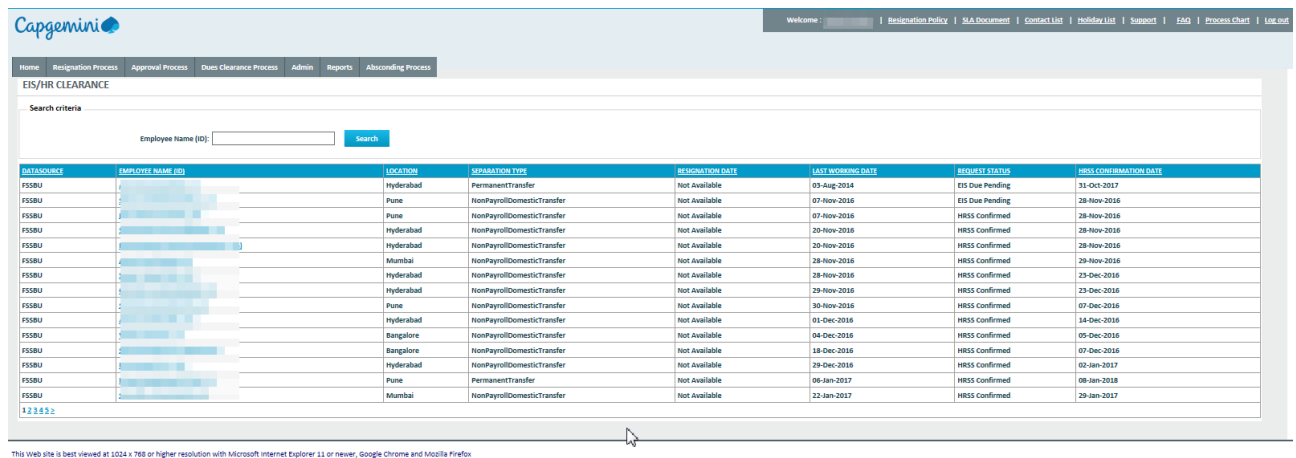 Capgemini
Welcome : | Resignation Policy | SLA Document | Contact List | Holiday List | Support | FAQ | Process Chart | Log out
Home Resignation Process Approval Process Dues Clearance Process Admin Reports Absconding Process
EIS/HR CLEARANCE
Search criteria
Employee Name (ID): Search
DATASOURCE EMPLOYEE NAME (ID) LOCATION SEPARATION TYPE RESIGNATION DATE LAST WORKING DATE REQUEST STATUS HRSS CONFIRMATION DATE
FSSBU Hyderabad PermanentTransfer Not Available 03-Aug-2014 EIS Due Pending 31-Oct-2017
FSSBU Pune NonPayrollDomesticTransfer Not Available 07-Nov-2016 EIS Due Pending 28-Nov-2016
FSSBU Pune NonPayrollDomesticTransfer Not Available 07-Nov-2016 HRSS Confirmed 28-Nov-2016
FSSBU Hyderabad NonPayrollDomesticTransfer Not Available 20-Nov-2016 HRSS Confirmed 28-Nov-2016
FSSBU Hyderabad NonPayrollDomesticTransfer Not Available 20-Nov-2016 HRSS Confirmed 28-Nov-2016
FSSBU Mumbai NonPayrollDomesticTransfer Not Available 28-Nov-2016 HRSS Confirmed 29-Nov-2016
FSSBU Hyderabad NonPayrollDomesticTransfer Not Available 28-Nov-2016 HRSS Confirmed 23-Dec-2016
FSSBU Hyderabad NonPayrollDomesticTransfer Not Available 29-Nov-2016 HRSS Confirmed 23-Dec-2016
FSSBU Pune NonPayrollDomesticTransfer Not Available 30-Nov-2016 HRSS Confirmed 07-Dec-2016
FSSBU Hyderabad NonPayrollDomesticTransfer Not Available 01-Dec-2016 HRSS Confirmed 14-Dec-2016
FSSBU Bangalore NonPayrollDomesticTransfer Not Available 04-Dec-2016 HRSS Confirmed 05-Dec-2016
FSSBU Bangalore NonPayrollDomesticTransfer Not Available 18-Dec-2016 HRSS Confirmed 07-Dec-2016
FSSBU Hyderabad NonPayrollDomesticTransfer Not Available 29-Dec-2016 HRSS Confirmed 02-Jan-2017
FSSBU Pune PermanentTransfer Not Available 06-Jan-2017 HRSS Confirmed 08-Jan-2018
FSSBU Mumbai NonPayrollDomesticTransfer Not Available 22-Jan-2017 HRSS Confirmed 29-Jan-2017
1 2 3 4 5 >
This Web site is best viewed at 1024 x 768 or higher resolution with Microsoft Internet Explorer 11 or newer, Google Chrome and Mozilla Firefox